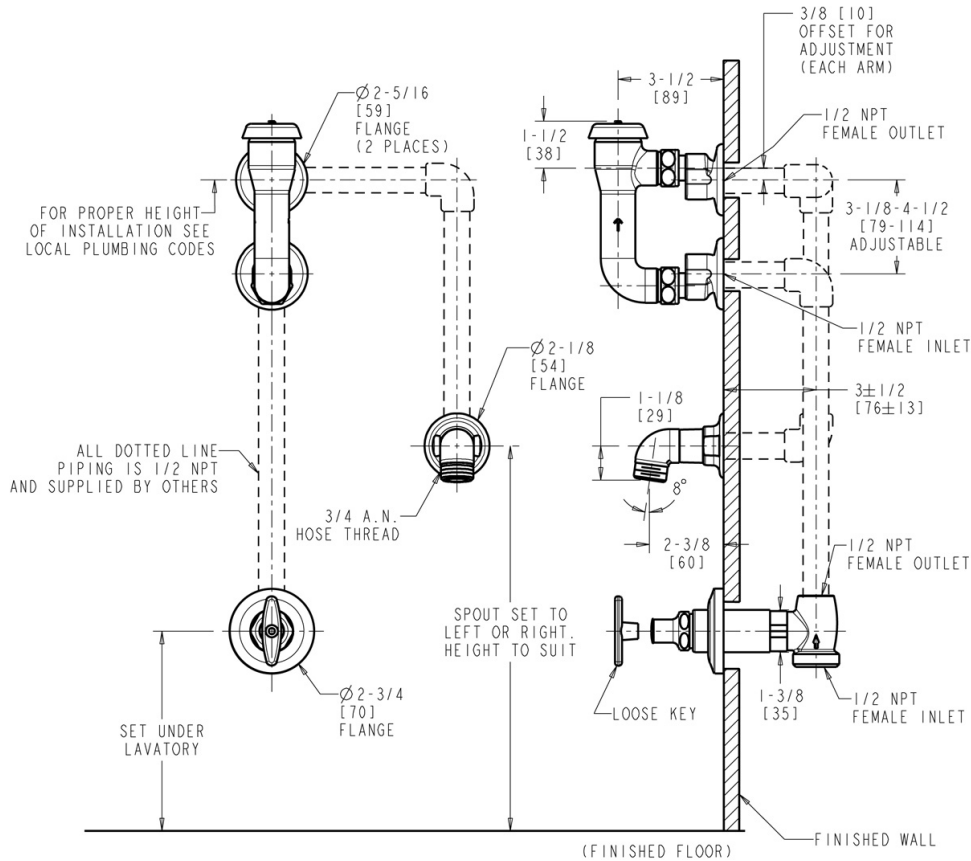 3/8 [10]
OFFSET FOR
ADJUSTMENT
(EACH ARM)
3-1/2
[89]
Ø2-5/16
[59]
FLANGE
(2 PLACES)
1-1/2
[38]
1/2 NPT
FEMALE OUTLET
FOR PROPER HEIGHT
OF INSTALLATION SEE
LOCAL PLUMBING CODES
3-1/8-4-1/2
[79-114]
ADJUSTABLE
1/2 NPT
FEMALE INLET
Ø2-1/8
[54]
FLANGE
3±1/2
[76±13]
1-1/8
[29]
ALL DOTTED LINE
PIPING IS 1/2 NPT
AND SUPPLIED BY OTHERS
8°
3/4 A.N.
HOSE THREAD
2-3/8
[60]
1/2 NPT
FEMALE OUTLET
SPOUT SET TO
LEFT OR RIGHT.
HEIGHT TO SUIT
Ø2-3/4
[70]
FLANGE
LOOSE KEY
1-3/8
[35]
1/2 NPT
FEMALE INLET
SET UNDER
LAVATORY
FINISHED WALL
(FINISHED FLOOR)